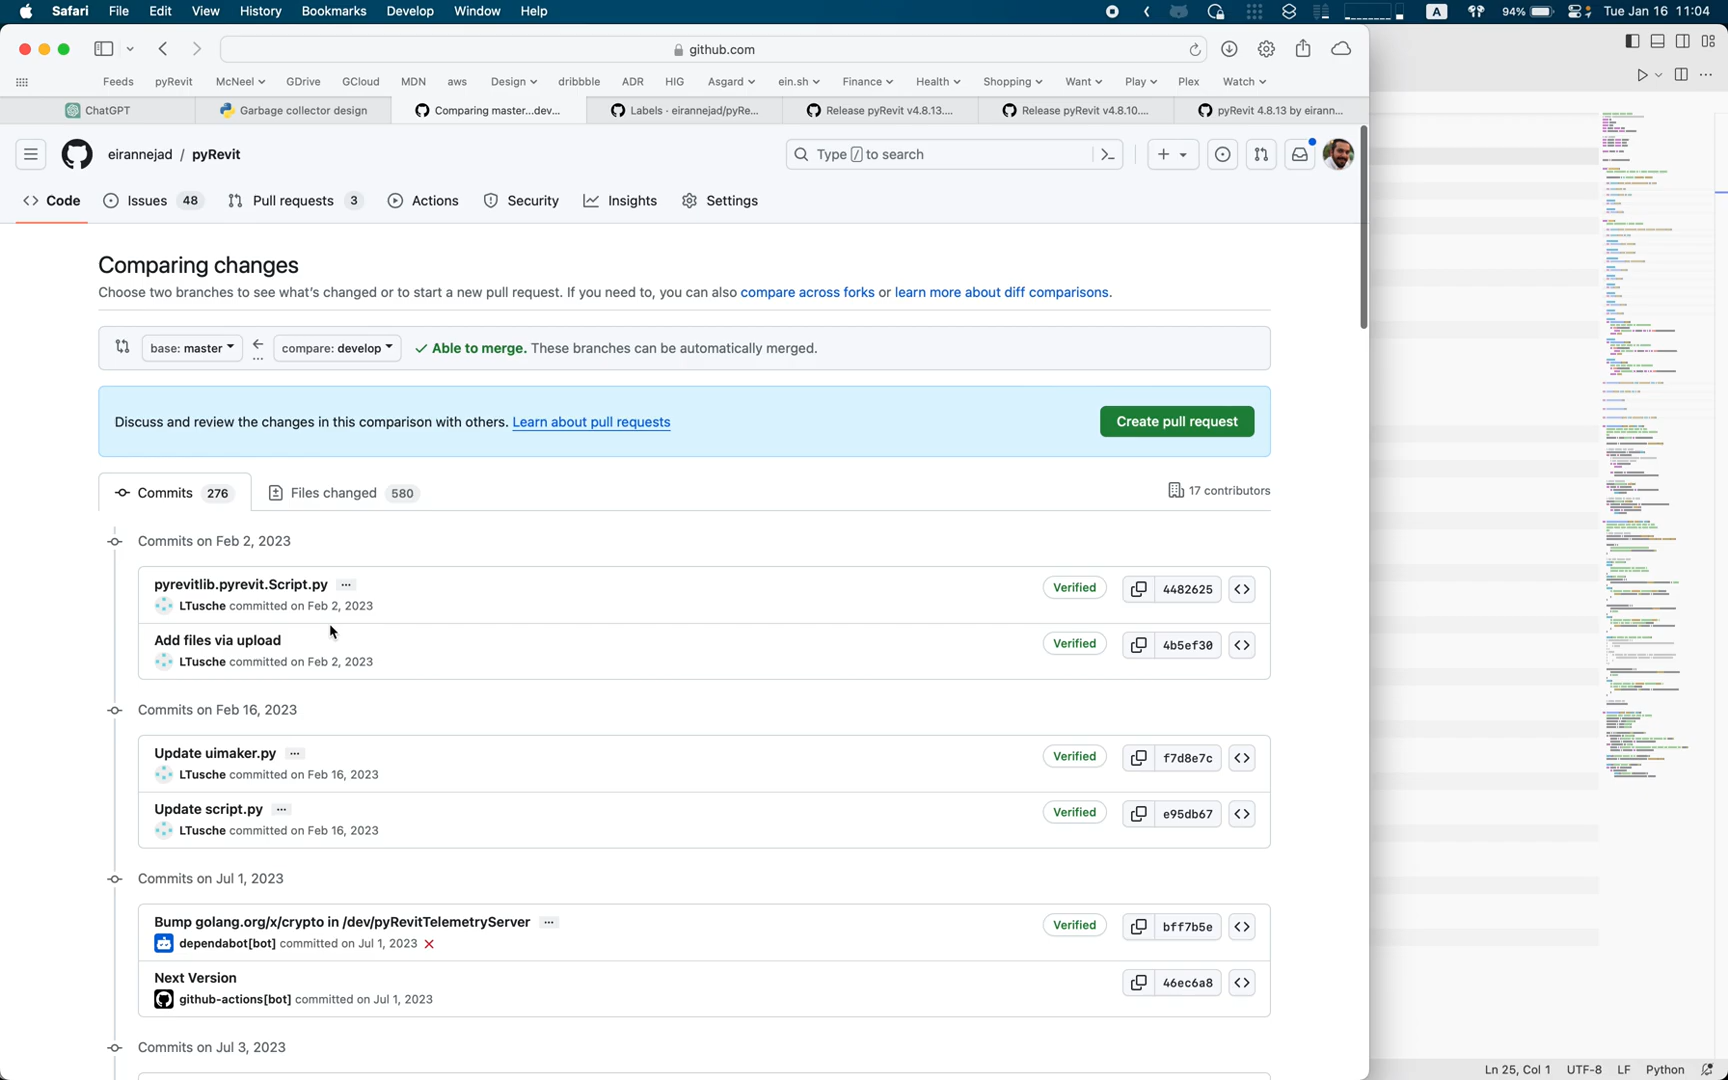 Safari File Edit View History Bookmarks Develop Window Help
A 94% Tue Jan 16 11:04
github.com
Feeds pyRevit McNeel GDrive GCloud MDN aws Design dribbble ADR HIG Asgard ein.sh Finance Health Shopping Want Play Plex Watch
ChatGPT Garbage collector design Comparing master...dev... Labels · eirannejad/pyRe... Release pyRevit v4.8.13.... Release pyRevit v4.8.10.... pyRevit 4.8.13 by eirann...
eirannejad / pyRevit
Type / to search
Code Issues 48 Pull requests 3 Actions Security Insights Settings
Comparing changes
Choose two branches to see what's changed or to start a new pull request. If you need to, you can also compare across forks or learn more about diff comparisons.
base: master ... compare: develop Able to merge. These branches can be automatically merged.
Discuss and review the changes in this comparison with others. Learn about pull requests
Create pull request
Commits 276 Files changed 580 17 contributors
Commits on Feb 2, 2023
pyrevitlib.pyrevit.Script.py ...
LTusche committed on Feb 2, 2023
Verified 4482625
Add files via upload
LTusche committed on Feb 2, 2023
Verified 4b5ef30
Commits on Feb 16, 2023
Update uimaker.py ...
LTusche committed on Feb 16, 2023
Verified f7d8e7c
Update script.py ...
LTusche committed on Feb 16, 2023
Verified e95db67
Commits on Jul 1, 2023
Bump golang.org/x/crypto in /dev/pyRevitTelemetryServer ...
dependabot[bot] committed on Jul 1, 2023
Verified bff7b5e
Next Version
github-actions[bot] committed on Jul 1, 2023
46ec6a8
Commits on Jul 3, 2023
Ln 25, Col 1 UTF-8 LF Python